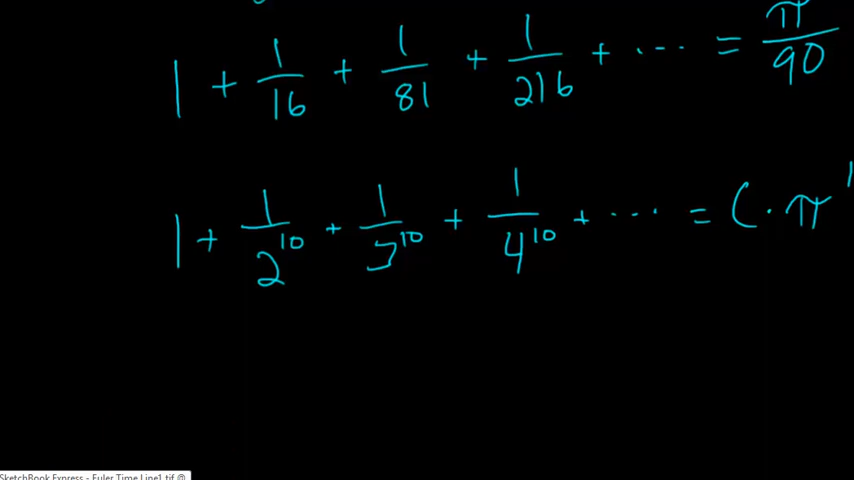 1 + 1/16 + 1/81 + 1/216 + ... = π/90
1 + 1/2^10 + 1/3^10 + 1/4^10 + ... = C · π^1
SketchBook Express - Euler Time Line1.tif @